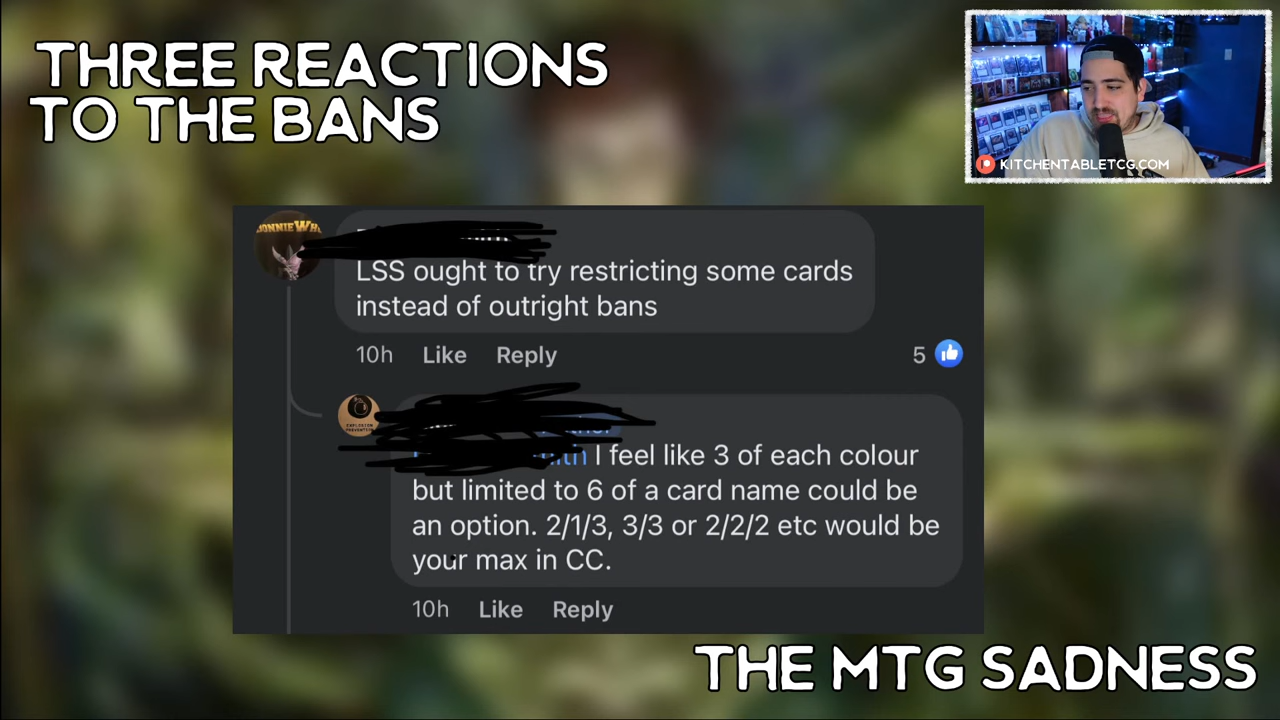 THREE REACTIONS
TO THE BANS
KITCHENTABLETCG.COM
LSS ought to try restricting some cards
instead of outright bans
10h Like Reply 5
I feel like 3 of each colour
but limited to 6 of a card name could be
an option. 2/1/3, 3/3 or 2/2/2 etc would be
your max in CC.
10h Like Reply
THE MTG SADNESS